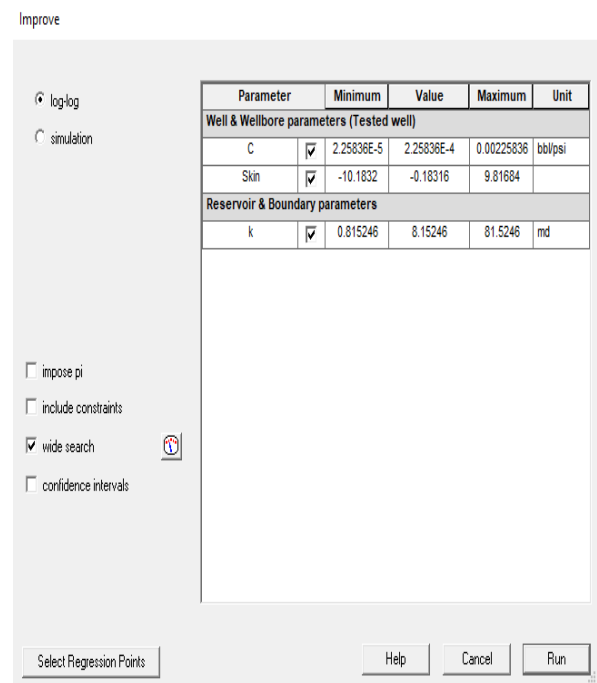 Improve
log-log
simulation
Parameter Minimum Value Maximum Unit
Well & Wellbore parameters (Tested well)
C 2.25836E-5 2.25836E-4 0.00225836 bbl/psi
Skin -10.1832 -0.18316 9.81684
Reservoir & Boundary parameters
k 0.815246 8.15246 81.5246 md
impose pi
include constraints
wide search
confidence intervals
Select Regression Points Help Cancel Run